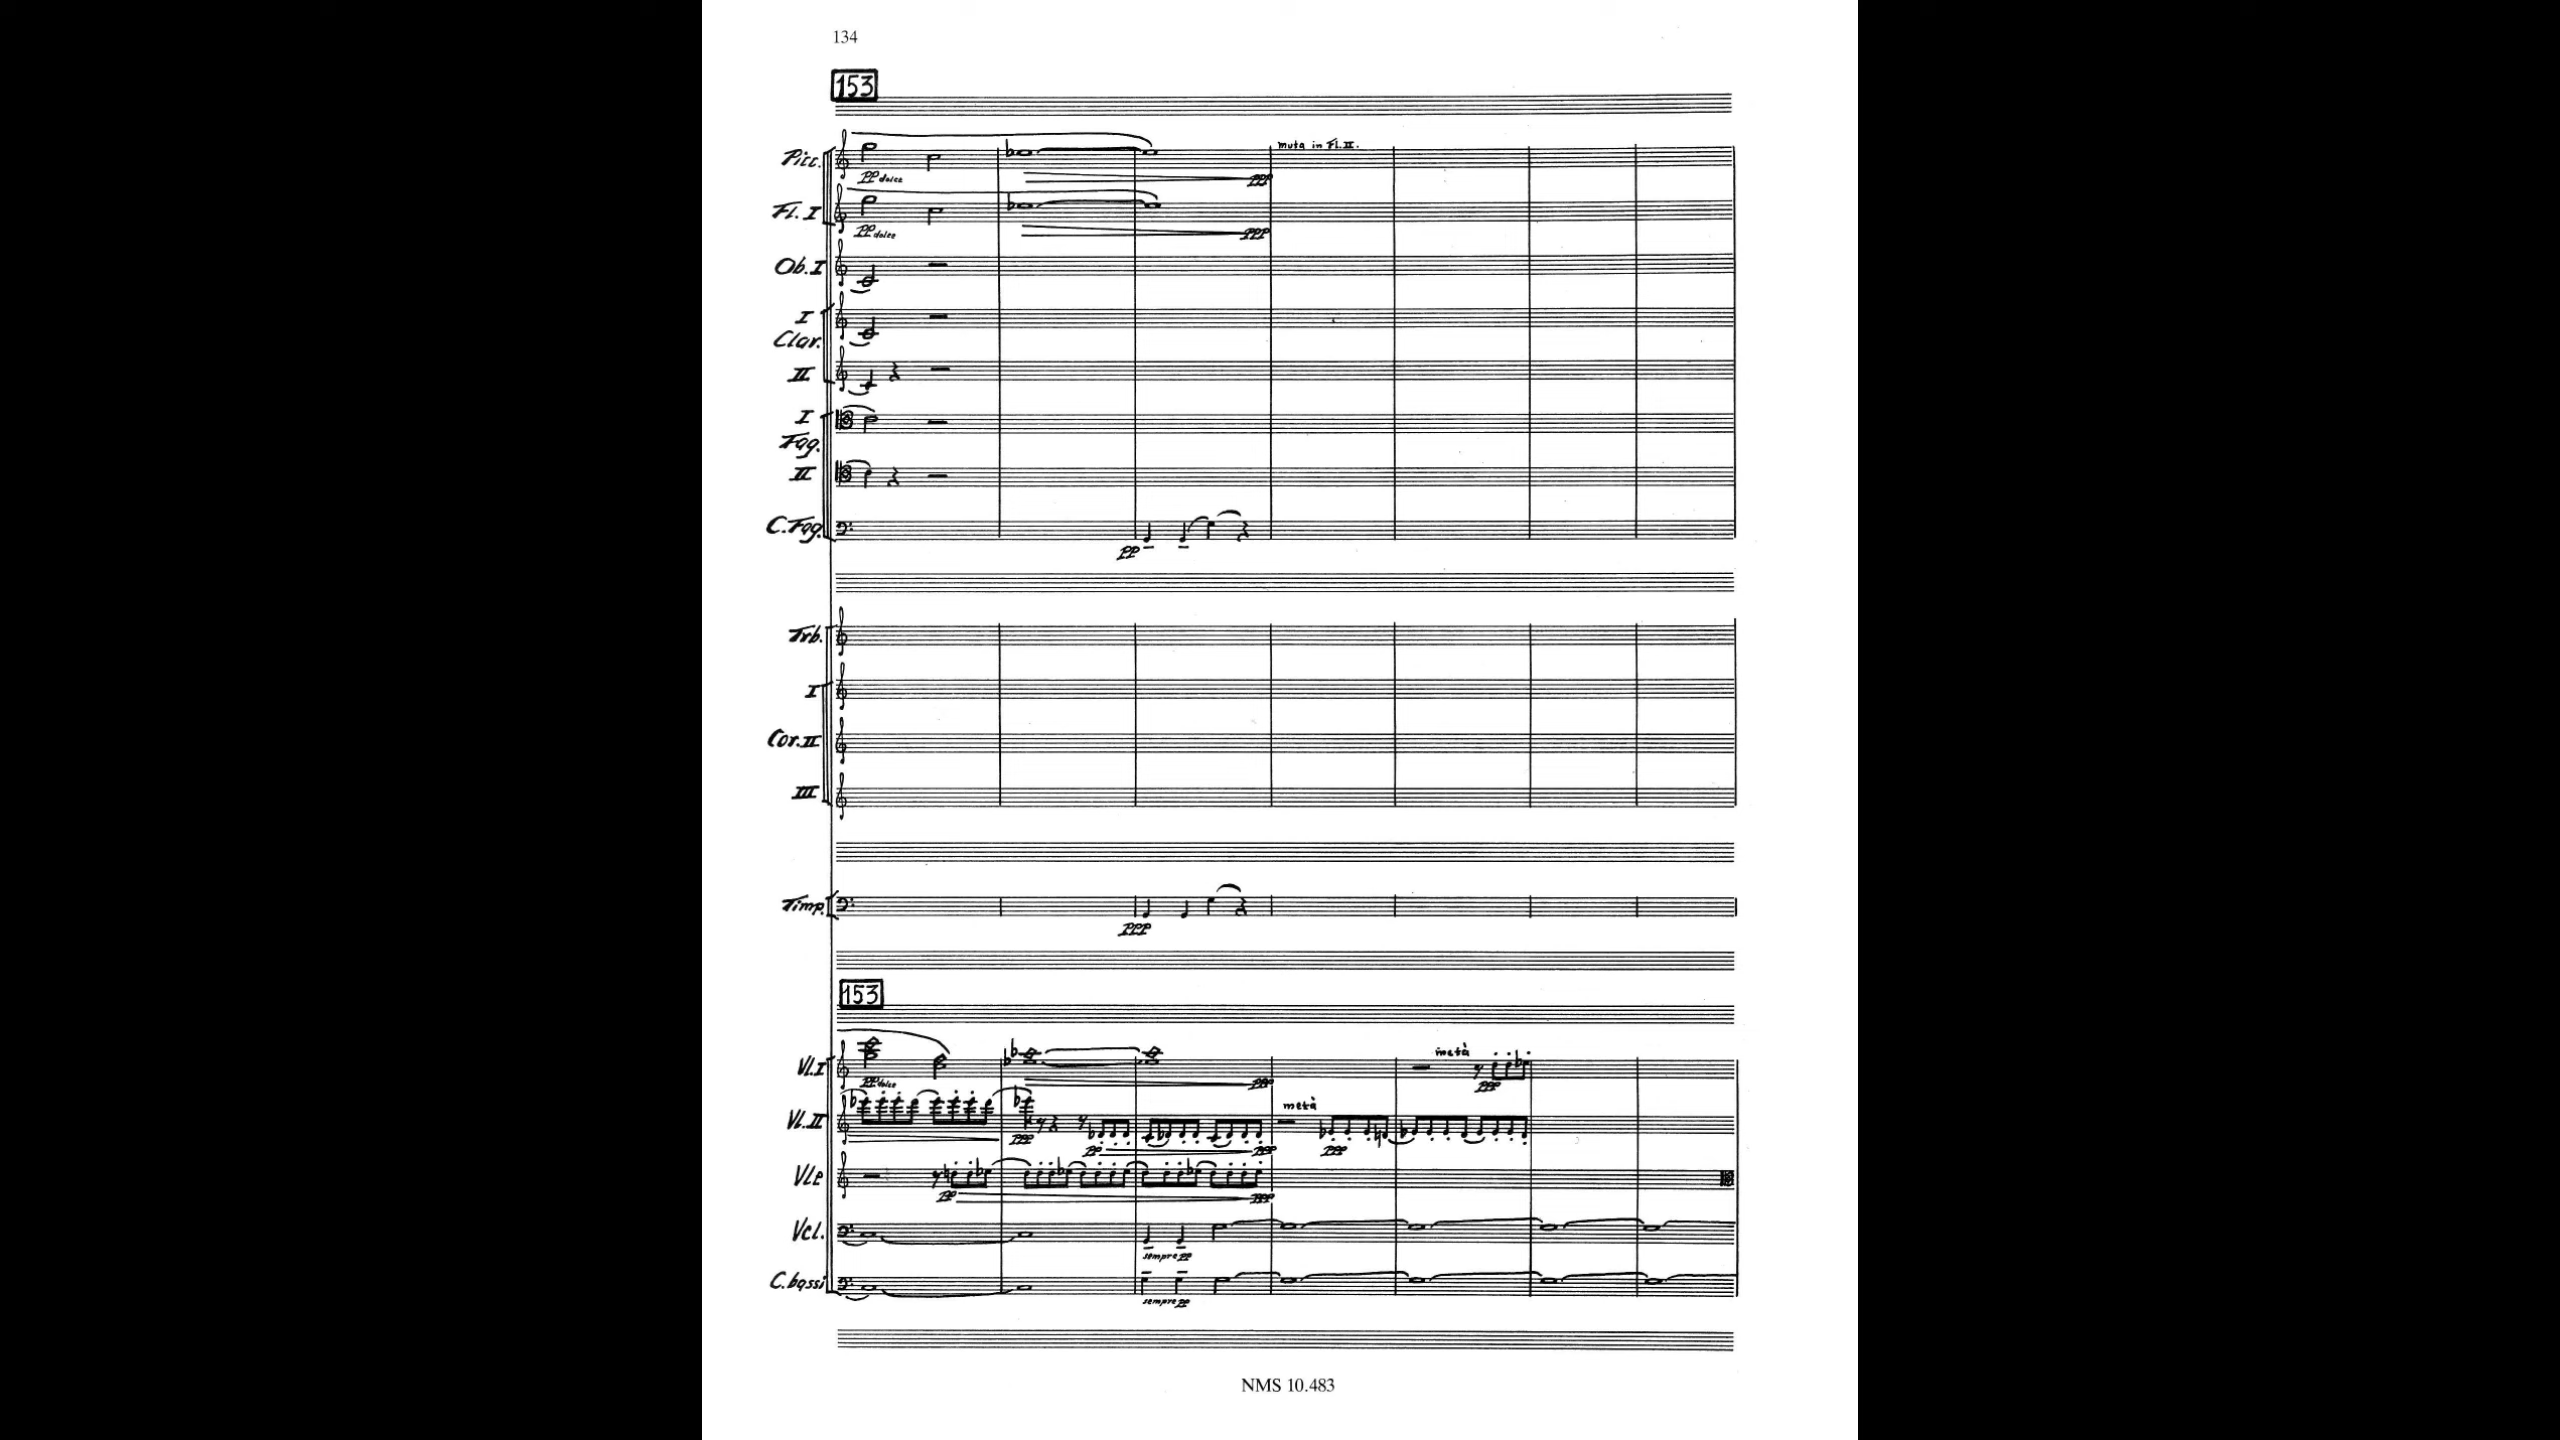 134
153
Picc.
muta in Fl. II.
PP dolce
PPP
Fl. I
PP dolce
PPP
Ob. I
I
Clar.
II
I
Fag.
II
C. Fag.
PP
Trb.
I
Cor. II
III
Timp.
PPP
153
Vl. I
metà
PP dolce
PPP
PPP
Vl. II
metà
PPP
PP
PPP
PPP
Vle
PP
PPP
Vcl.
sempre PP
C. bassi
sempre PP
NMS 10.483